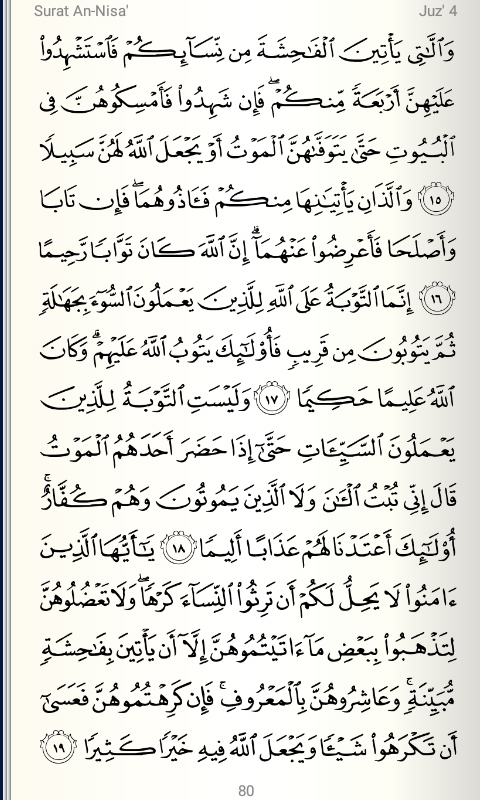 Surat An-Nisa' Juz' 4
وَٱلَّـٰتِى يَأْتِينَ ٱلْفَـٰحِشَةَ مِن نِّسَآئِكُمْ فَٱسْتَشْهِدُوا۟
عَلَيْهِنَّ أَرْبَعَةً مِّنكُمْ ۖ فَإِن شَهِدُوا۟ فَأَمْسِكُوهُنَّ فِى
ٱلْبُيُوتِ حَتَّىٰ يَتَوَفَّىٰهُنَّ ٱلْمَوْتُ أَوْ يَجْعَلَ ٱللَّهُ لَهُنَّ سَبِيلًا
١٥ وَٱلَّذَانِ يَأْتِيَـٰنِهَا مِنكُمْ فَـَٔاذُوهُمَا ۖ فَإِن تَابَا
وَأَصْلَحَا فَأَعْرِضُوا۟ عَنْهُمَآ ۗ إِنَّ ٱللَّهَ كَانَ تَوَّابًا رَّحِيمًا
١٦ إِنَّمَا ٱلتَّوْبَةُ عَلَى ٱللَّهِ لِلَّذِينَ يَعْمَلُونَ ٱلسُّوٓءَ بِجَهَـٰلَةٍ
ثُمَّ يَتُوبُونَ مِن قَرِيبٍ فَأُو۟لَـٰٓئِكَ يَتُوبُ ٱللَّهُ عَلَيْهِمْ ۗ وَكَانَ
ٱللَّهُ عَلِيمًا حَكِيمًا ١٧ وَلَيْسَتِ ٱلتَّوْبَةُ لِلَّذِينَ
يَعْمَلُونَ ٱلسَّيِّـَٔاتِ حَتَّىٰٓ إِذَا حَضَرَ أَحَدَهُمُ ٱلْمَوْتُ
قَالَ إِنِّى تُبْتُ ٱلْـَٔـٰنَ وَلَا ٱلَّذِينَ يَمُوتُونَ وَهُمْ كُفَّارٌ ۚ
أُو۟لَـٰٓئِكَ أَعْتَدْنَا لَهُمْ عَذَابًا أَلِيمًا ١٨ يَـٰٓأَيُّهَا ٱلَّذِينَ
ءَامَنُوا۟ لَا يَحِلُّ لَكُمْ أَن تَرِثُوا۟ ٱلنِّسَآءَ كَرْهًا ۖ وَلَا تَعْضُلُوهُنَّ
لِتَذْهَبُوا۟ بِبَعْضِ مَآ ءَاتَيْتُمُوهُنَّ إِلَّآ أَن يَأْتِينَ بِفَـٰحِشَةٍ
مُّبَيِّنَةٍ ۚ وَعَاشِرُوهُنَّ بِٱلْمَعْرُوفِ ۚ فَإِن كَرِهْتُمُوهُنَّ فَعَسَىٰٓ
أَن تَكْرَهُوا۟ شَيْـًٔا وَيَجْعَلَ ٱللَّهُ فِيهِ خَيْرًا كَثِيرًا ١٩
80